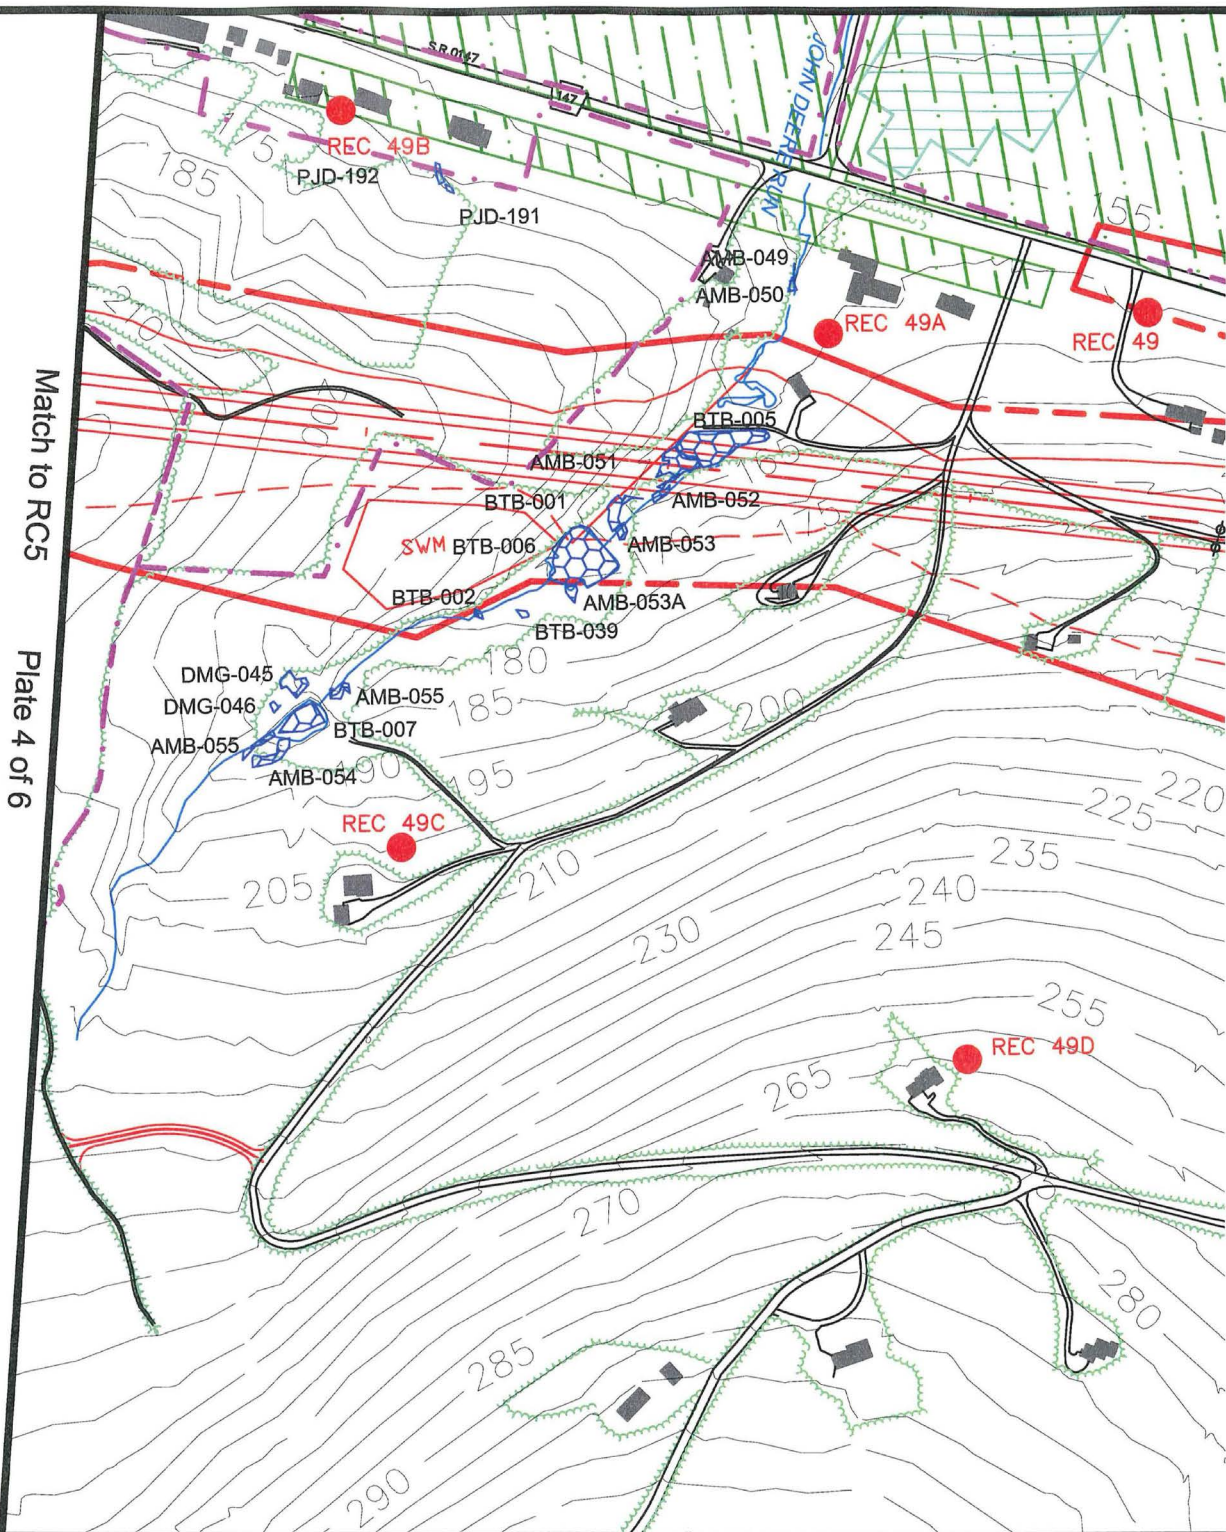 S.R.0147
147
JOHN DEERE RUN
REC 49B
PJD-192
PJD-191
185
155
AMB-049
AMB-050
REC 49A
REC 49
BTB-005
AMB-051
AMB-052
BTB-001
175
SWM
BTB-006
AMB-053
BTB-002
AMB-053A
BTB-039
180
DMG-045
DMG-046
AMB-055
185
200
AMB-055
BTB-007
AMB-054
190
195
220
225
REC 49C
235
205
210
240
230
245
255
REC 49D
265
270
280
285
290
Match to RC5
Plate 4 of 6